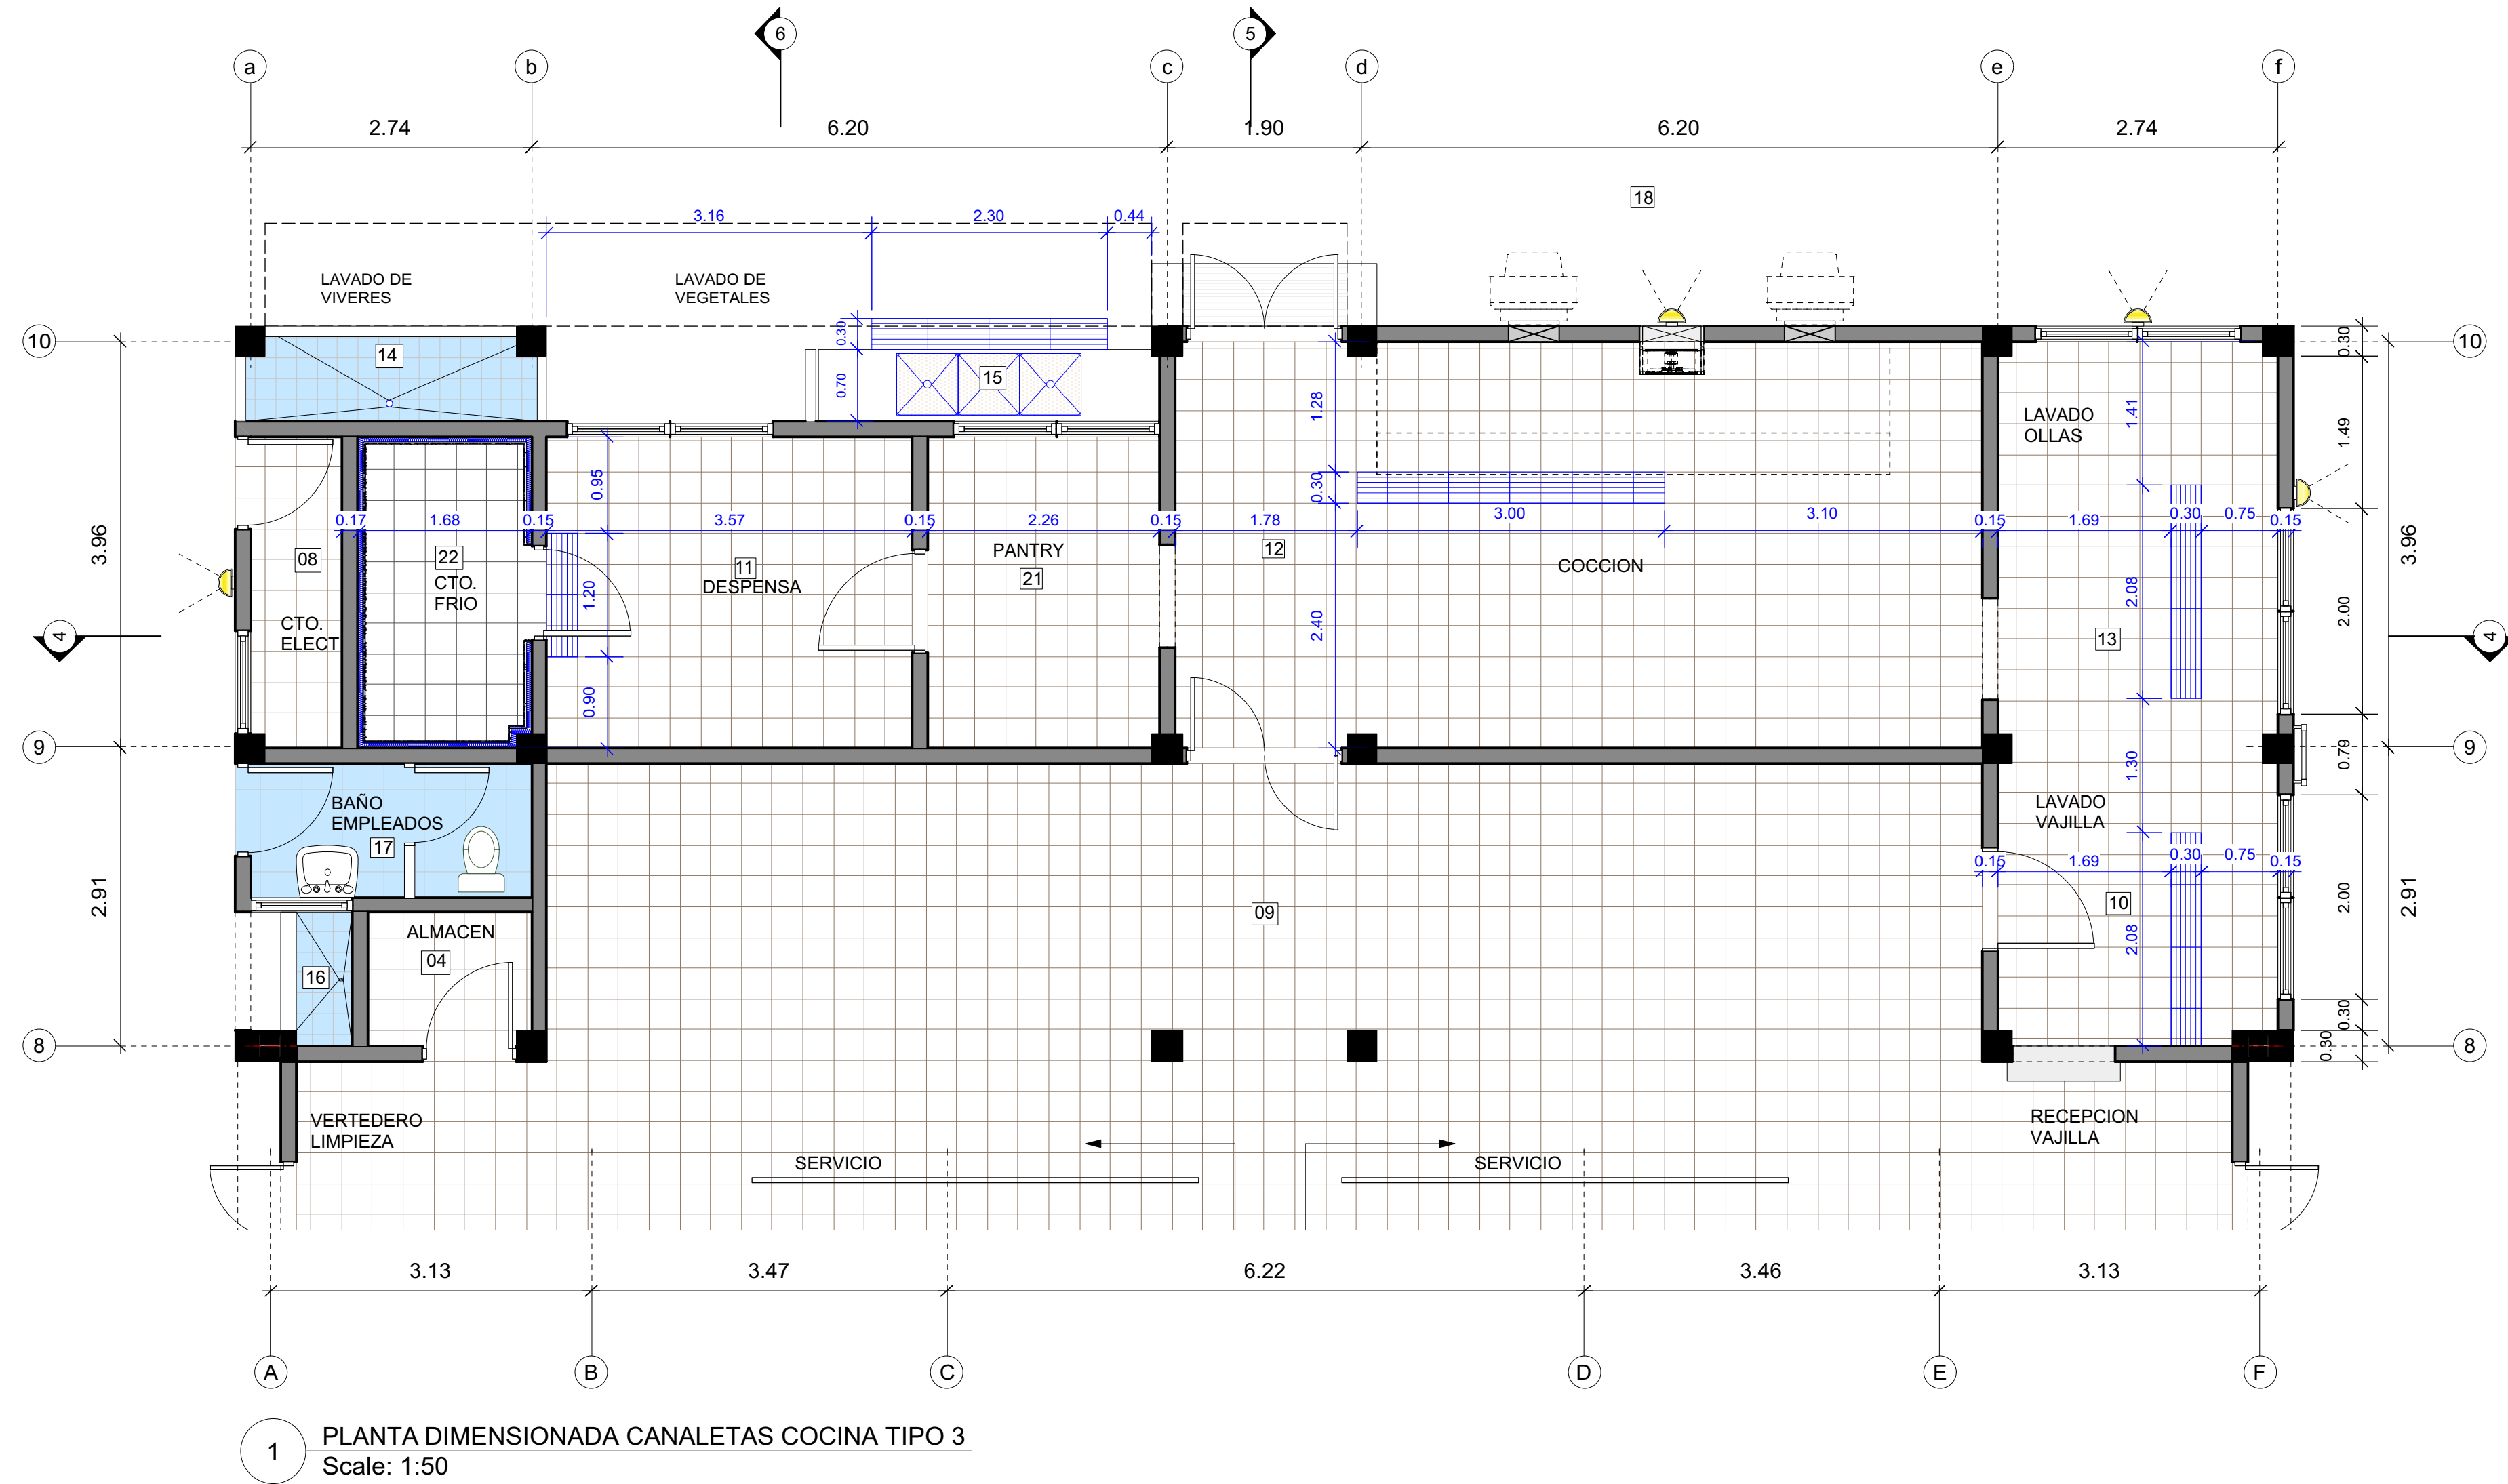 6
5
a
b
c
d
e
f
2.74
6.20
1.90
6.20
2.74
18
3.16
2.30
0.44
LAVADO DE
VIVERES
LAVADO DE
VEGETALES
10
10
0.30
0.30
14
15
0.70
1.28
1.41
LAVADO
OLLAS
1.49
0.95
0.30
0.17
1.68
0.15
3.57
0.15
2.26
0.15
1.78
3.00
3.10
0.15
1.69
0.30
0.75
0.15
3.96
3.96
08
22
CTO.
FRIO
11
DESPENSA
PANTRY
21
12
COCCION
1.20
2.08
2.00
CTO.
ELECT
2.40
13
4
4
0.90
9
9
1.30
0.79
BAÑO
EMPLEADOS
17
LAVADO
VAJILLA
0.15
1.69
0.30
0.75
0.15
2.91
2.91
09
10
2.00
ALMACEN
04
2.08
16
0.30
8
8
0.30
VERTEDERO
LIMPIEZA
RECEPCION
VAJILLA
SERVICIO
SERVICIO
3.13
3.47
6.22
3.46
3.13
A
B
C
D
E
F
1
PLANTA DIMENSIONADA CANALETAS COCINA TIPO 3
Scale: 1:50